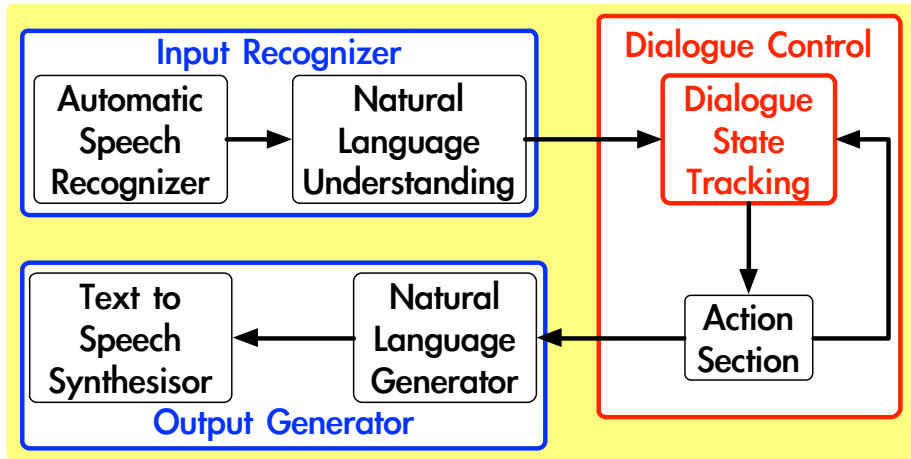 Input Recognizer
Automatic
Speech
Recognizer
Natural
Language
Understanding
Dialogue Control
Dialogue
State
Tracking
Action
Section
Natural
Language
Generator
Text to
Speech
Synthesisor
Output Generator